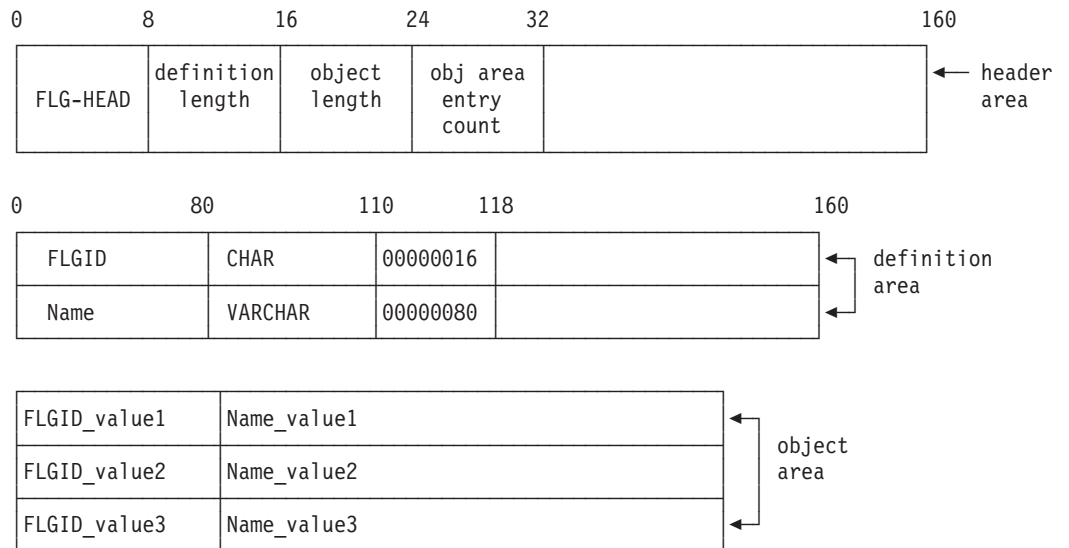 0 8 16 24 32 160
FLG-HEAD definition length object length obj area entry count header area
0 80 110 118 160
FLGID CHAR 00000016 definition area
Name VARCHAR 00000080
FLGID_value1 Name_value1
object area
FLGID_value2 Name_value2
FLGID_value3 Name_value3